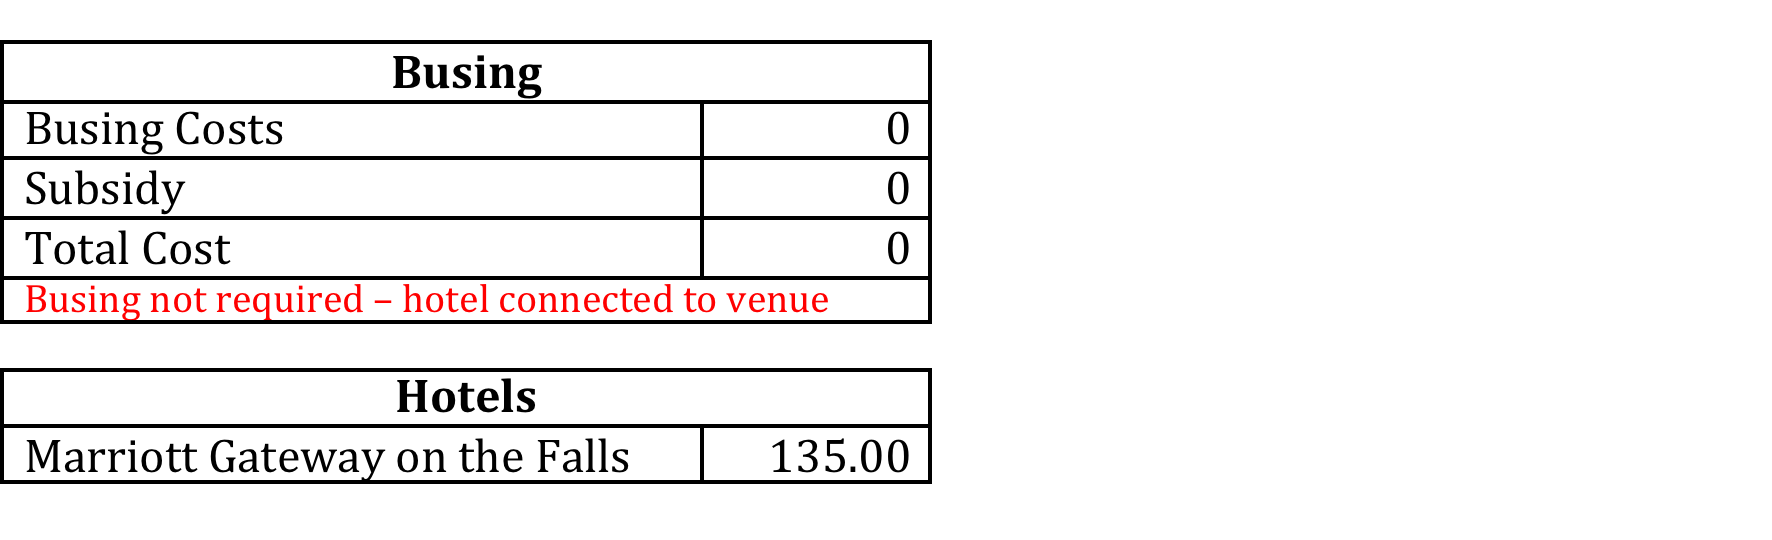 Busing
Busing Costs 0
Subsidy 0
Total Cost 0
Busing not required – hotel connected to venue
Hotels
Marriott Gateway on the Falls 135.00